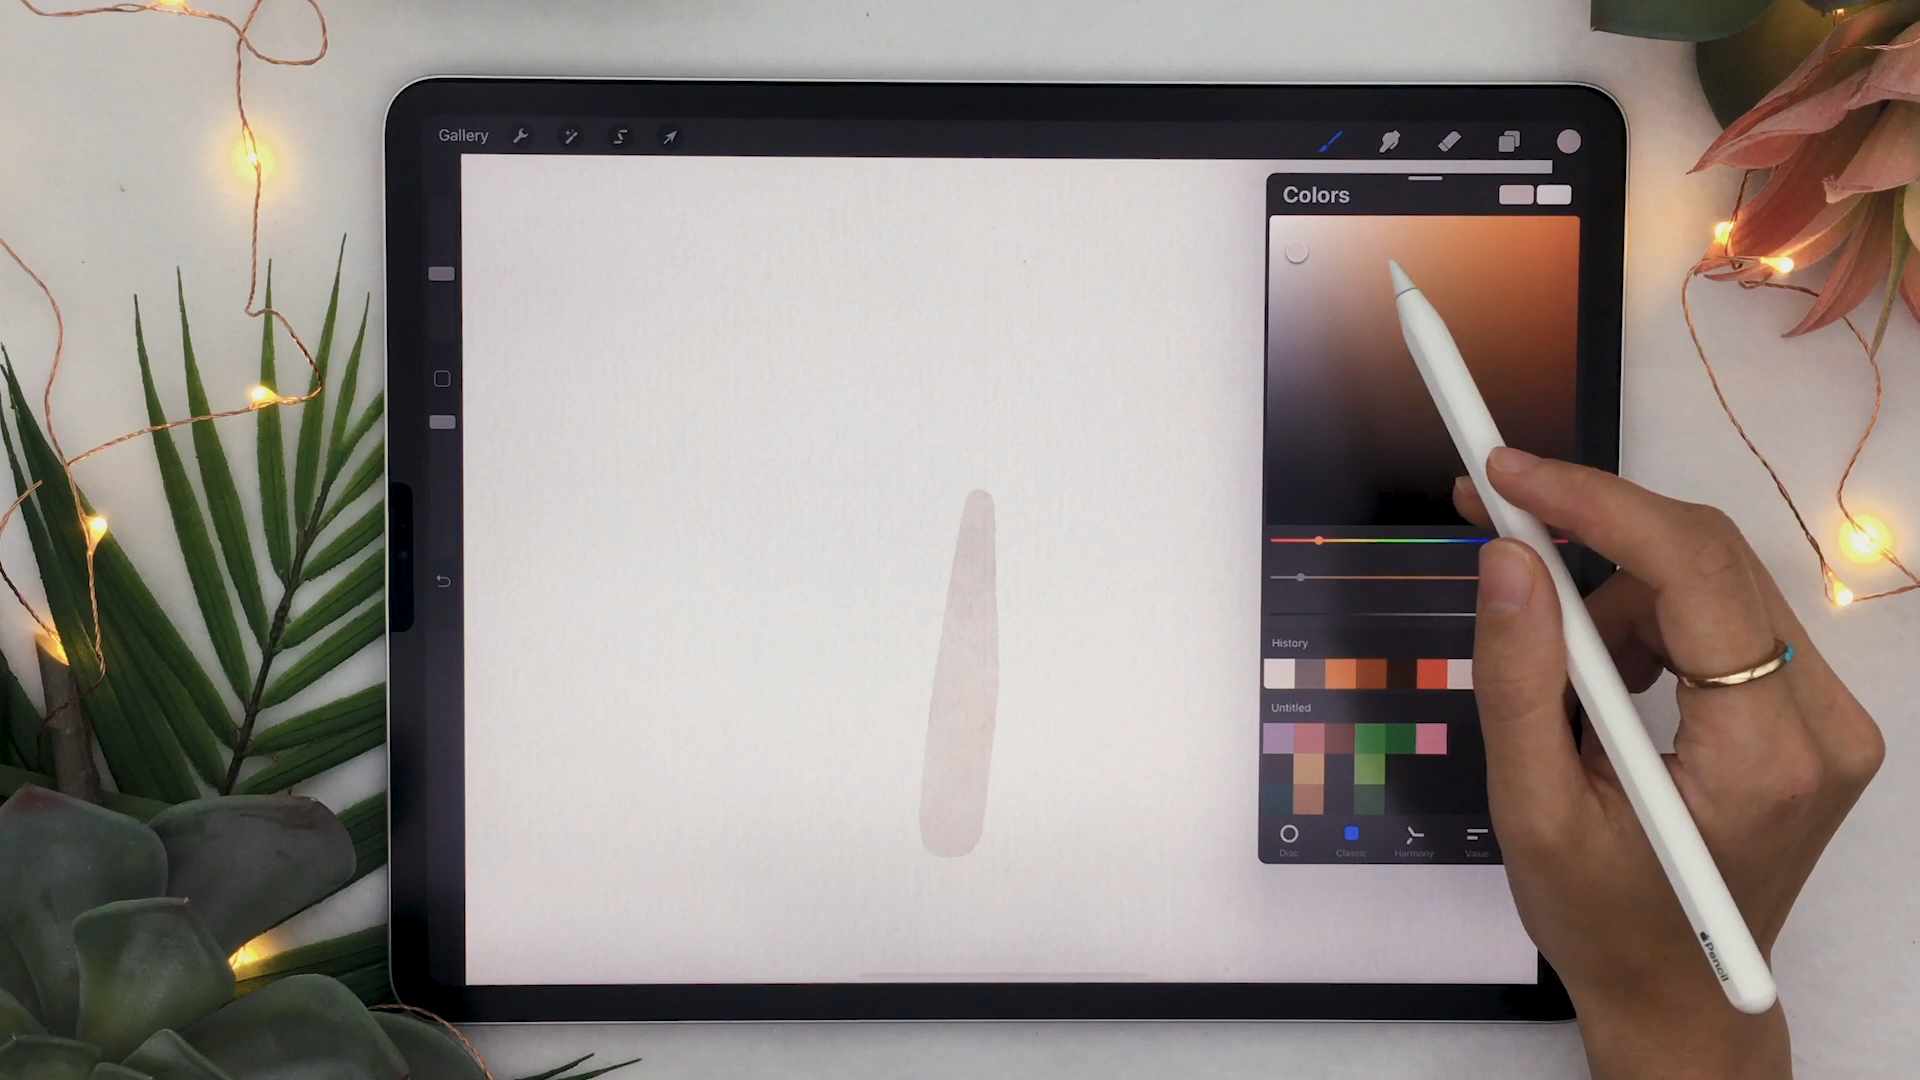 Gallery
Colors
History
Untitled
Disc
Classic
Harmony
Value
Pencil